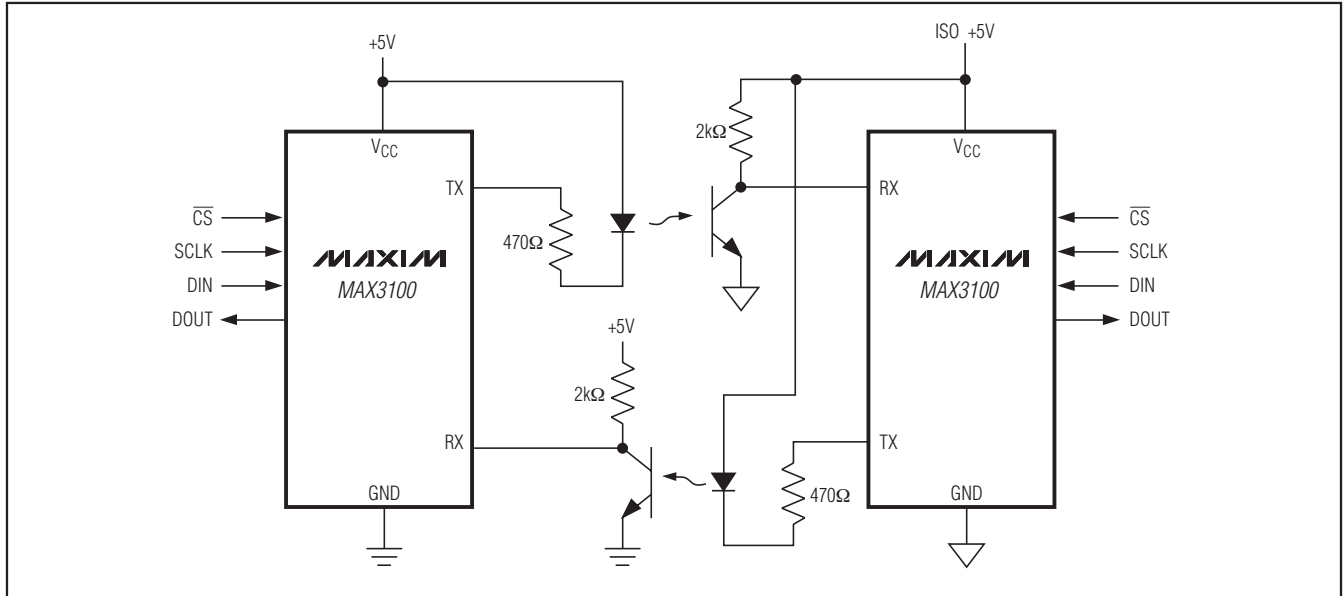 +5V
ISO +5V
2kΩ
VCC
VCC
TX
RX
CS
CS
470Ω
SCLK
MAXIM
MAXIM
SCLK
DIN
MAX3100
MAX3100
DIN
DOUT
DOUT
+5V
2kΩ
RX
TX
470Ω
GND
GND